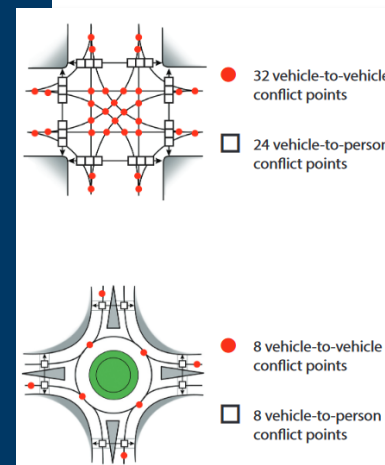 32 vehicle-to-vehicle
conflict points
24 vehicle-to-person
conflict points
8 vehicle-to-vehicle
conflict points
8 vehicle-to-person
conflict points